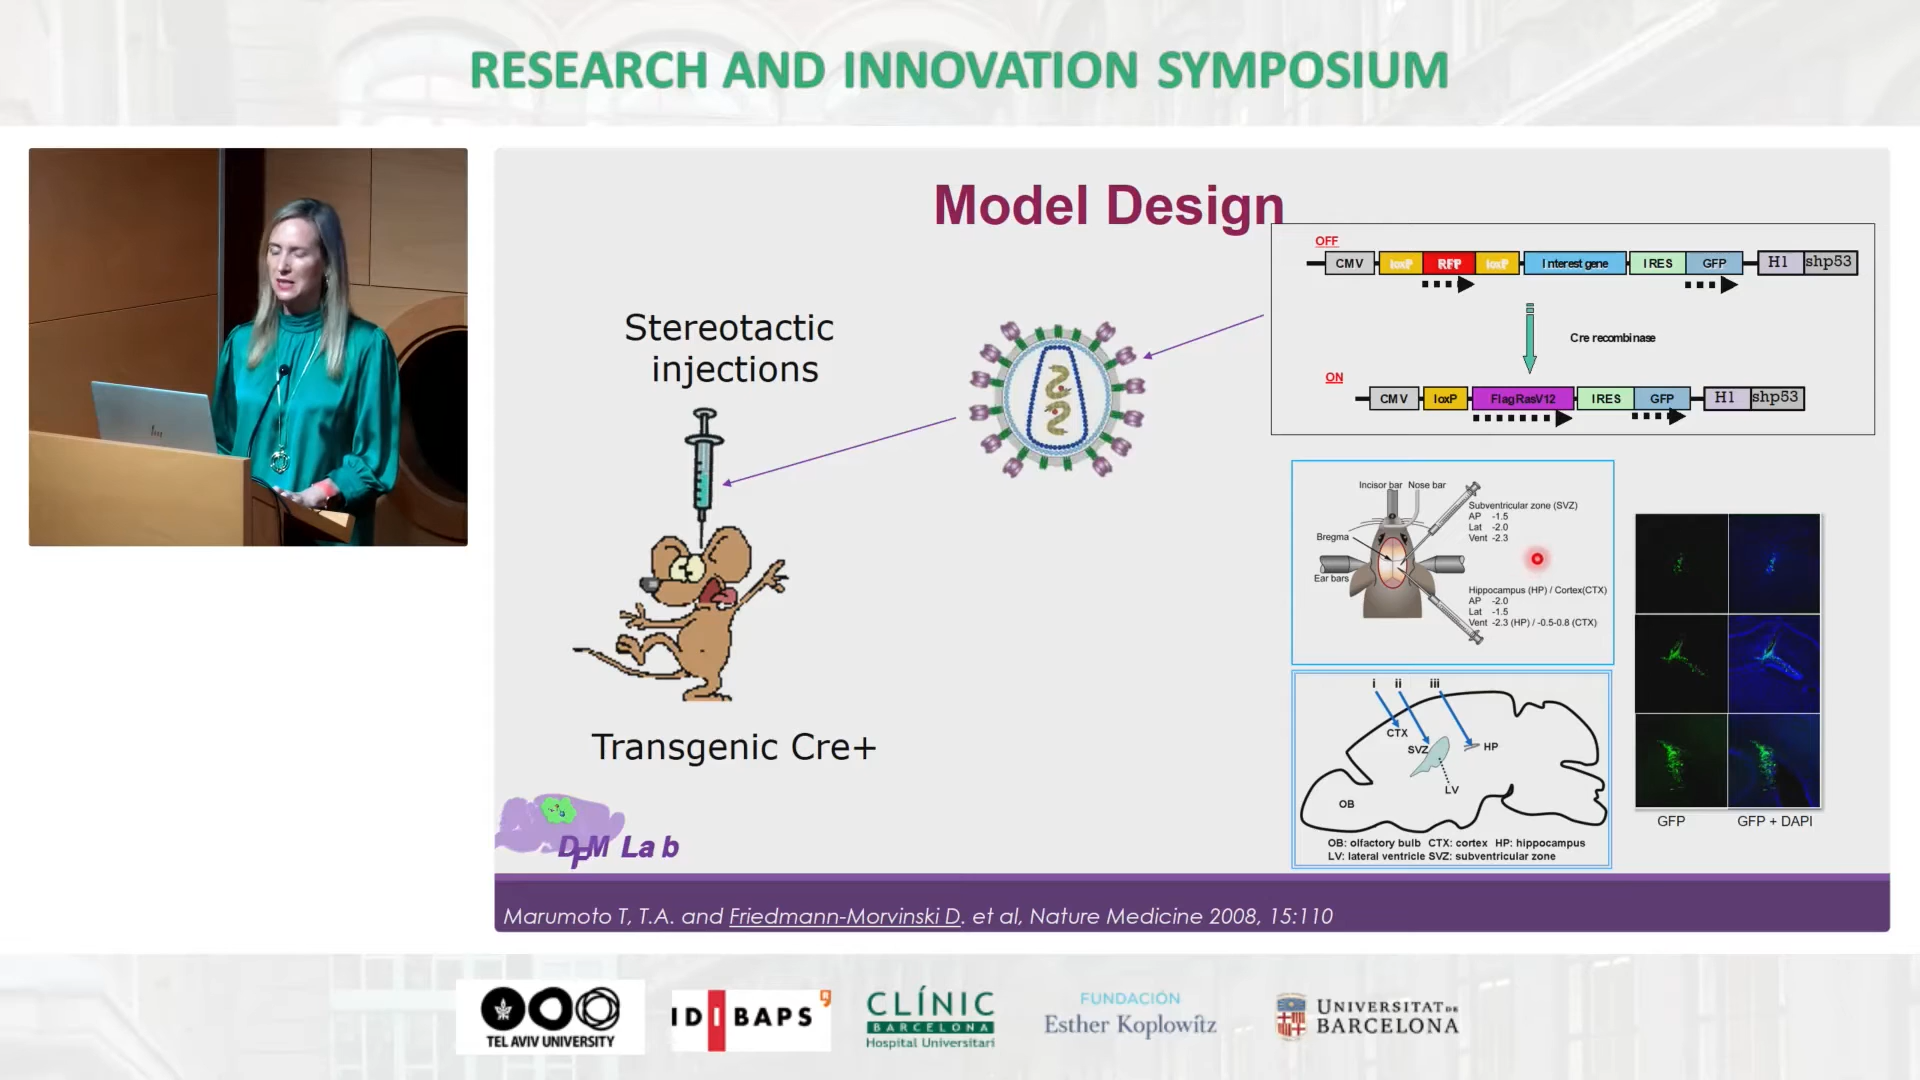 RESEARCH AND INNOVATION SYMPOSIUM
Model Design
Stereotactic
injections
Transgenic Cre+
OFF
CMV loxP RFP loxP Interest gene IRES GFP H1 shp53
Cre recombinase
ON
CMV loxP FlagRasV12 IRES GFP H1 shp53
Incisor bar Nose bar
Subventricular zone (SVZ)
AP -1.5
Lat -2.0
Vent -2.3
Bregma
Ear bars
Hippocampus (HP) / Cortex(CTX)
AP -2.0
Lat -1.5
Vent -2.3 (HP) / -0.5-0.8 (CTX)
i ii iii
CTX
SVZ
HP
LV
OB
OB: olfactory bulb CTX: cortex HP: hippocampus
LV: lateral ventricle SVZ: subventricular zone
GFP GFP + DAPI
DFM Lab
Marumoto T, T.A. and Friedmann-Morvinski D. et al, Nature Medicine 2008, 15:110
TEL AVIV UNIVERSITY
IDIBAPS
CLÍNIC
BARCELONA
Hospital Universitari
FUNDACIÓN
Esther Koplowitz
UNIVERSITAT DE
BARCELONA
hp